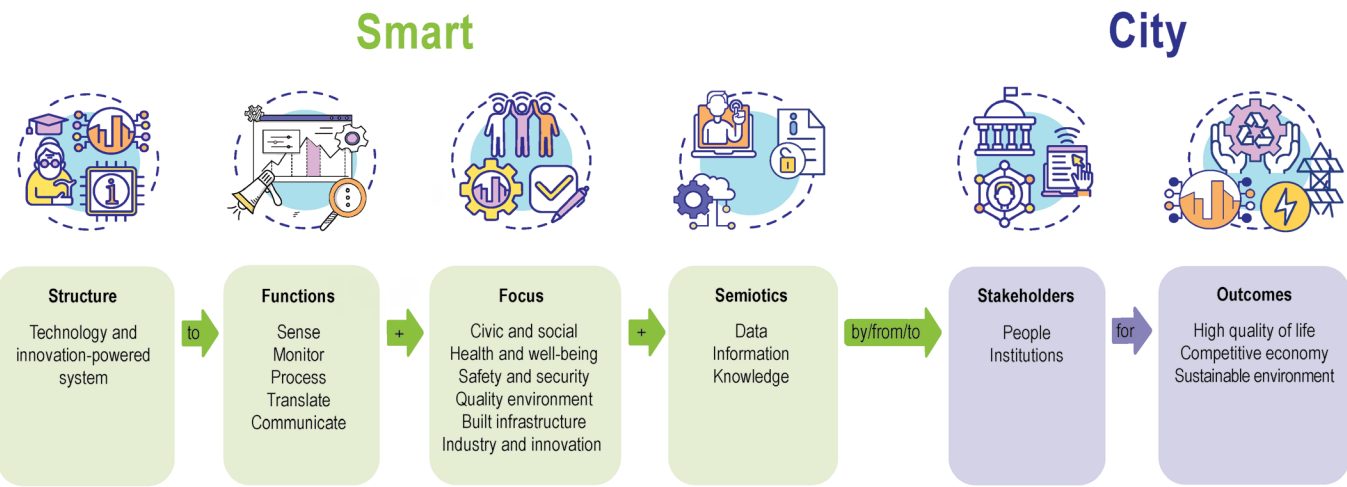 Smart
City
Structure
Technology and
innovation-powered
system
to
Functions
Sense
Monitor
Process
Translate
Communicate
+
Focus
Civic and social
Health and well-being
Safety and security
Quality environment
Built infrastructure
Industry and innovation
+
Semiotics
Data
Information
Knowledge
by/from/to
Stakeholders
People
Institutions
for
Outcomes
High quality of life
Competitive economy
Sustainable environment